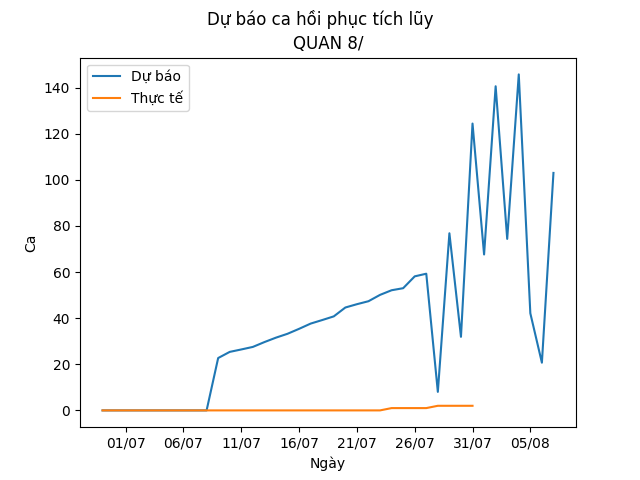 Dự báo ca hồi phục tích lũy
QUAN 8/
Dự báo
Thực tế
140
120
100
80
60
40
20
0
Ca
01/07 06/07 11/07 16/07 21/07 26/07 31/07 05/08
Ngày